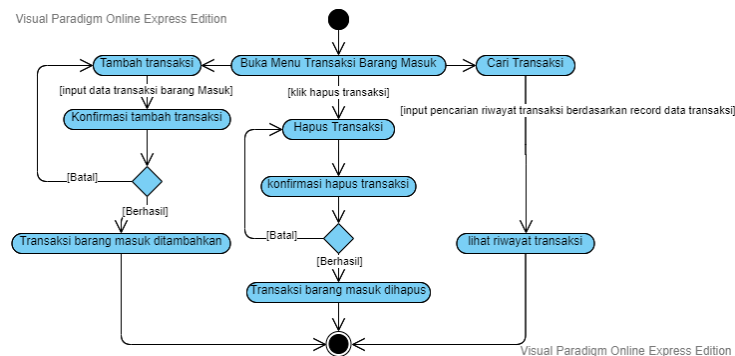 Visual Paradigm Online Express Edition
Tambah transaksi
Buka Menu Transaksi Barang Masuk
Cari Transaksi
[input data transaksi barang Masuk]
[klik hapus transaksi]
[input pencarian riwayat transaksi berdasarkan record data transaksi]
Konfirmasi tambah transaksi
Hapus Transaksi
[Batal]
konfirmasi hapus transaksi
[Berhasil]
Transaksi barang masuk ditambahkan
[Batal]
lihat riwayat transaksi
[Berhasil]
Transaksi barang masuk dihapus
Visual Paradigm Online Express Edition